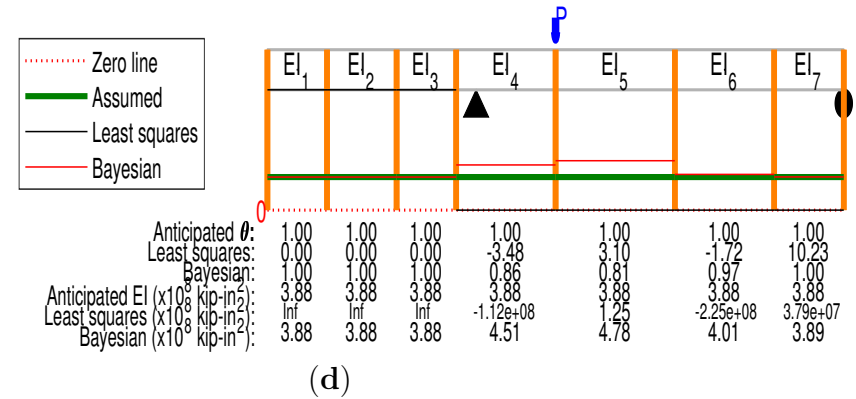 P
Zero line
Assumed
Least squares
Bayesian
EI1 EI2 EI3 EI4 EI5 EI6 EI7
0
Anticipated θ: 1.00 1.00 1.00 1.00 1.00 1.00 1.00
Least squares: 0.00 0.00 0.00 -3.48 3.10 -1.72 10.23
Bayesian: 1.00 1.00 1.00 0.86 0.81 0.97 1.00
Anticipated EI (x10^8 kip-in^2): 3.88 3.88 3.88 3.88 3.88 3.88 3.88
Least squares (x10^8 kip-in^2): Inf Inf Inf -1.12e+08 1.25 -2.25e+08 3.79e+07
Bayesian (x10^8 kip-in^2): 3.88 3.88 3.88 4.51 4.78 4.01 3.89
(d)